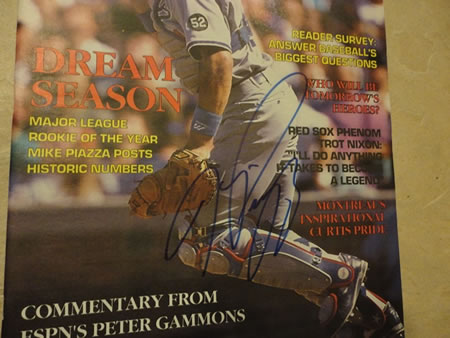 52
READER SURVEY:
ANSWER BASEBALL'S
BIGGEST QUESTIONS
DREAM
SEASON
MAJOR LEAGUE
ROOKIE OF THE YEAR
MIKE PIAZZA POSTS
HISTORIC NUMBERS
WHO WILL BE
TOMORROW'S
HEROES?
RED SOX PHENOM
TROT NIXON:
"I'LL DO ANYTHING
IT TAKES TO BECOME
A LEGEND"
MONTREAL'S
INSPIRATIONAL
CURTIS PRIDE
COMMENTARY FROM
ESPN'S PETER GAMMONS